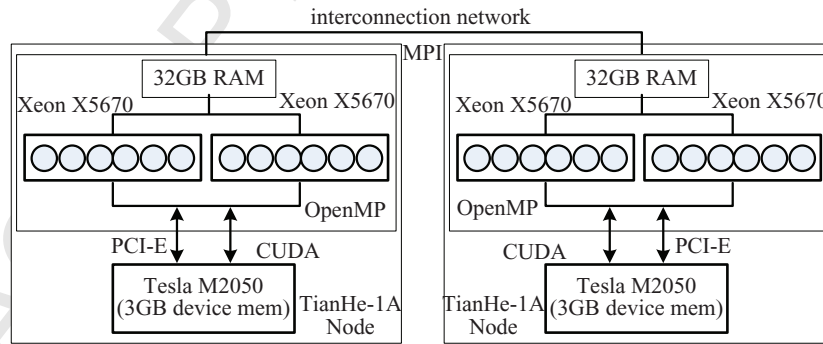 interconnection network
MPI
32GB RAM
Xeon X5670
Xeon X5670
OpenMP
PCI-E
CUDA
Tesla M2050
(3GB device mem)
TianHe-1A
Node
32GB RAM
Xeon X5670
Xeon X5670
OpenMP
CUDA
PCI-E
TianHe-1A
Node
Tesla M2050
(3GB device mem)